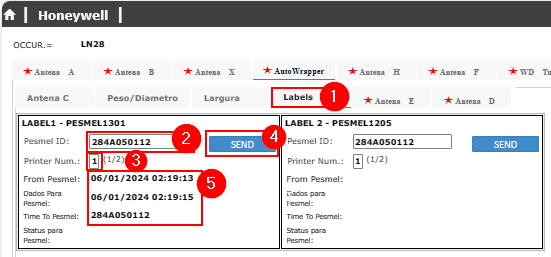 Honeywell
OCCUR.= LN28
Antena A Antena B Antena X AutoWrapper Antena H Antena F WD Tu
Antena C Peso/Diametro Largura Labels 1 Antena E Antena D
LABEL1 - PESMEL1301
Pesmel ID: 284A050112 2 SEND 4
Printer Num.: 1 (1/2) 3
From Pesmel: 06/01/2024 02:19:13 5
Dados Para Pesmel: 06/01/2024 02:19:15
Time To Pesmel: 284A050112
Status para Pesmel:
LABEL 2 - PESMEL1205
Pesmel ID: 284A050112 SEND
Printer Num.: 1 (1/2)
From Pesmel:
Dados Para Pesmel:
Time To Pesmel:
Status para Pesmel: